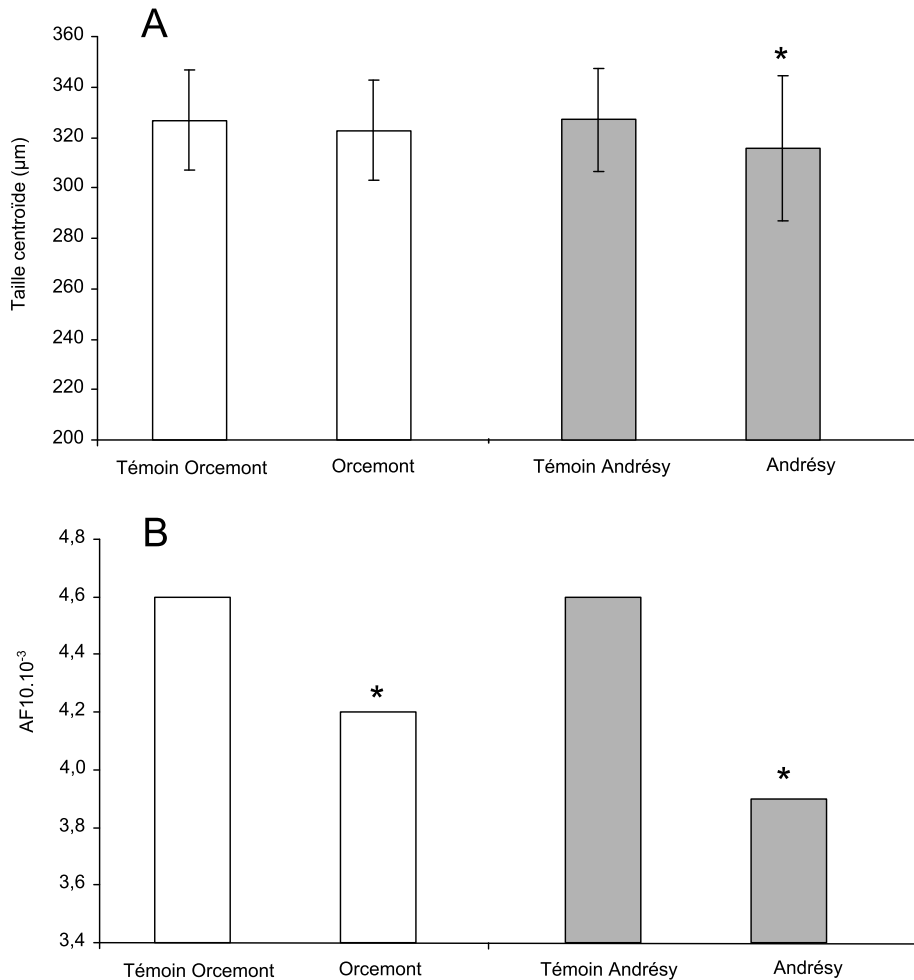 A
Taille centroïde (µm)
360
340
320
300
280
260
240
220
200
*
Témoin Orcemont
Orcemont
Témoin Andrésy
Andrésy
B
AF10.10-3
4,8
4,6
4,4
4,2
4,0
3,8
3,6
3,4
*
*
Témoin Orcemont
Orcemont
Témoin Andrésy
Andrésy